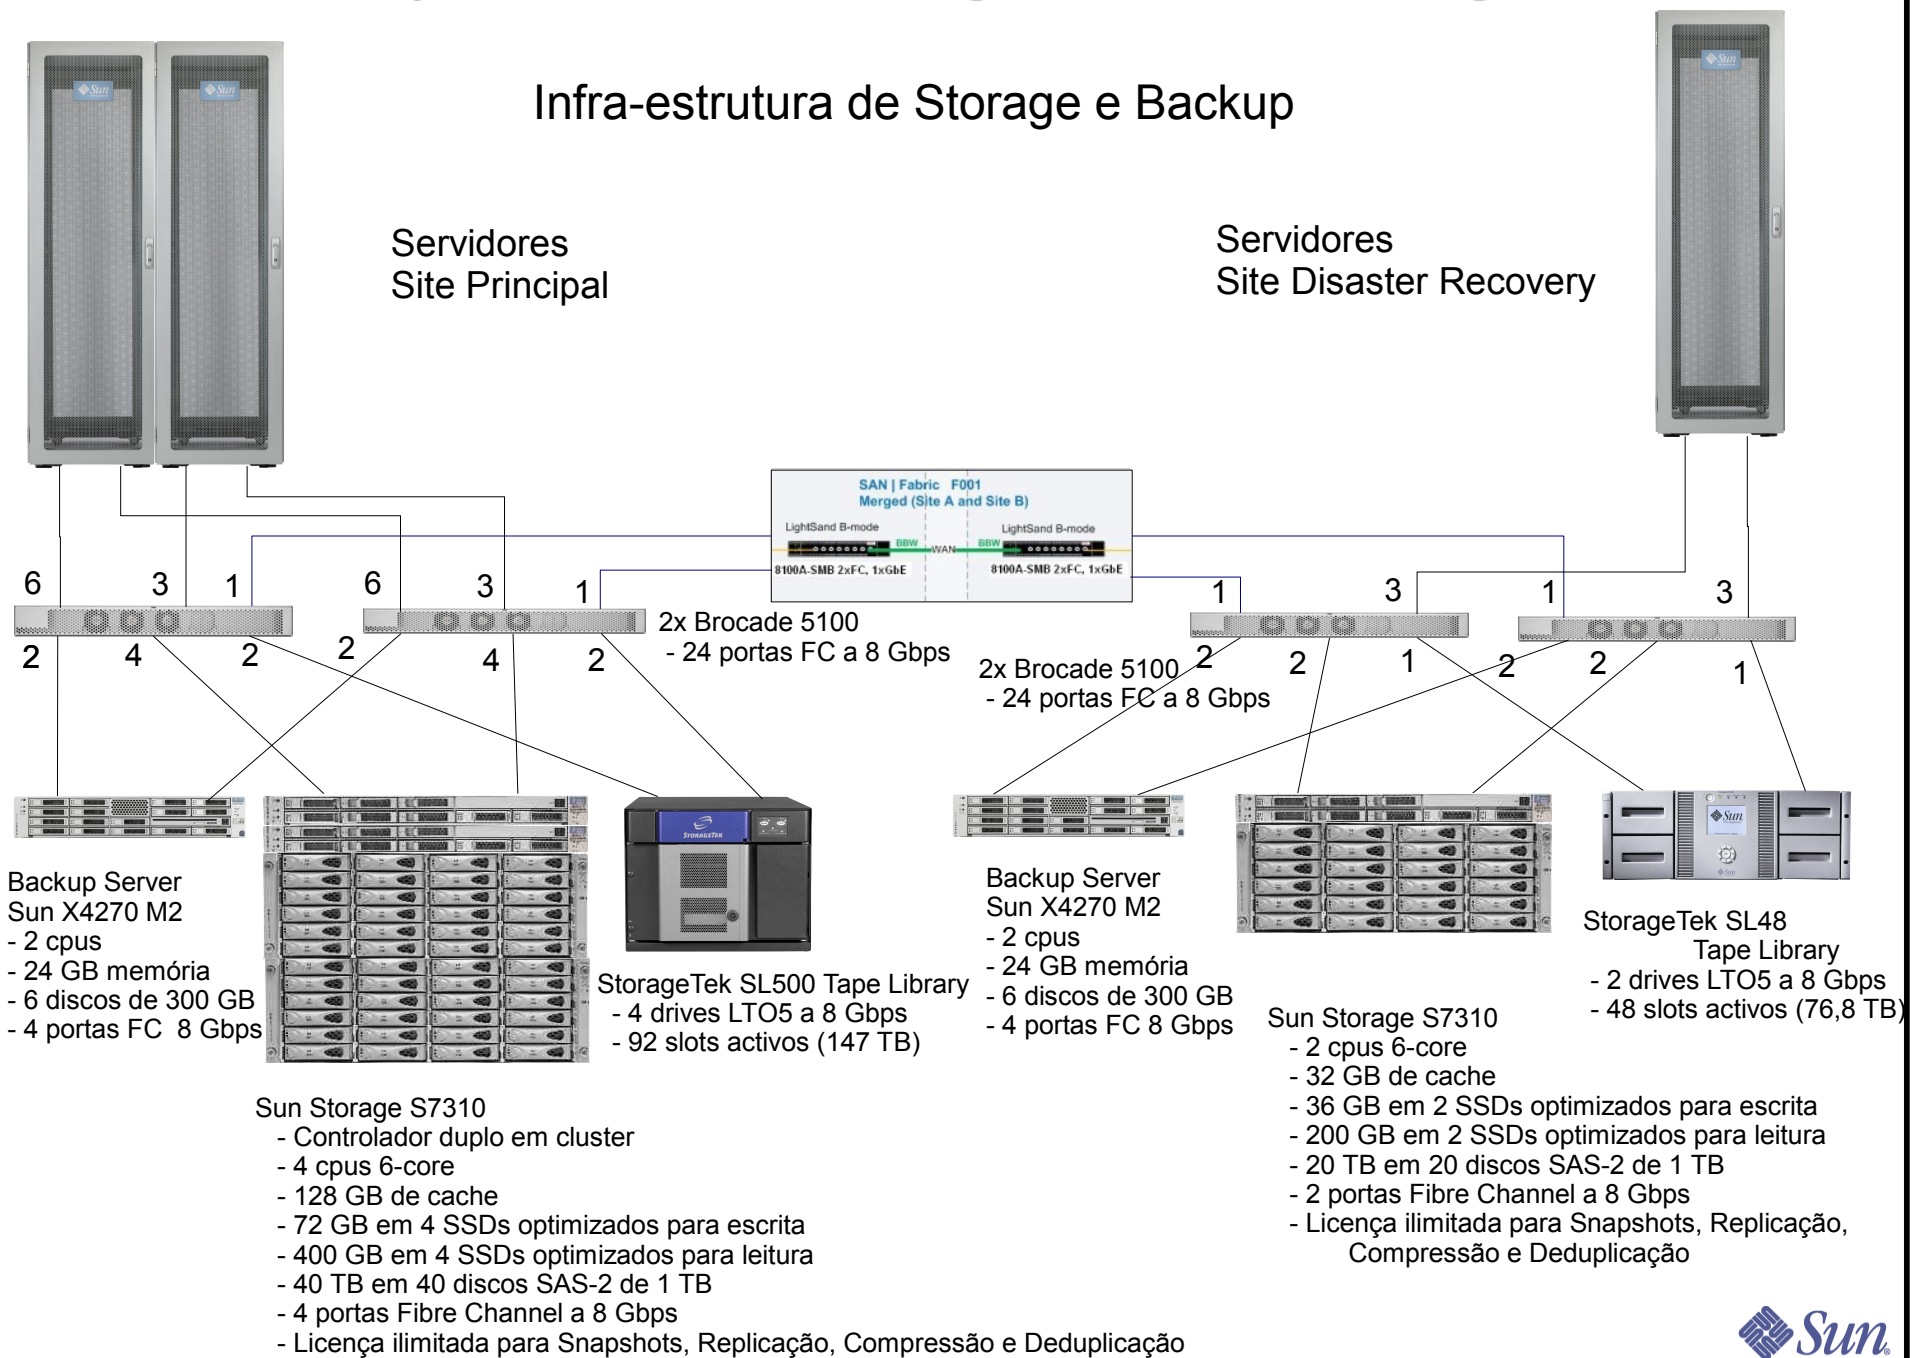 Infra-estrutura de Storage e Backup
Sun
Sun
Sun
Servidores
Site Principal
Servidores
Site Disaster Recovery
SAN | Fabric F001
Merged (Site A and Site B)
LightSand B-mode
LightSand B-mode
BBW
WAN
BBW
8100A-SMB 2xFC, 1xGbE
8100A-SMB 2xFC, 1xGbE
6
3
1
6
3
1
1
3
1
3
2
4
2
2
4
2
2
2
1
2
2
1
2x Brocade 5100
- 24 portas FC a 8 Gbps
2x Brocade 5100
- 24 portas FC a 8 Gbps
Backup Server
Sun X4270 M2
- 2 cpus
- 24 GB memória
- 6 discos de 300 GB
- 4 portas FC 8 Gbps
STORAGETEK
StorageTek SL500 Tape Library
- 4 drives LTO5 a 8 Gbps
- 92 slots activos (147 TB)
Sun Storage S7310
- Controlador duplo em cluster
- 4 cpus 6-core
- 128 GB de cache
- 72 GB em 4 SSDs optimizados para escrita
- 400 GB em 4 SSDs optimizados para leitura
- 40 TB em 40 discos SAS-2 de 1 TB
- 4 portas Fibre Channel a 8 Gbps
- Licença ilimitada para Snapshots, Replicação, Compressão e Deduplicação
Backup Server
Sun X4270 M2
- 2 cpus
- 24 GB memória
- 6 discos de 300 GB
- 4 portas FC 8 Gbps
Sun Storage S7310
- 2 cpus 6-core
- 32 GB de cache
- 36 GB em 2 SSDs optimizados para escrita
- 200 GB em 2 SSDs optimizados para leitura
- 20 TB em 20 discos SAS-2 de 1 TB
- 2 portas Fibre Channel a 8 Gbps
- Licença ilimitada para Snapshots, Replicação,
Compressão e Deduplicação
Sun
Sun
StorageTek SL48
Tape Library
- 2 drives LTO5 a 8 Gbps
- 48 slots activos (76,8 TB)
Sun